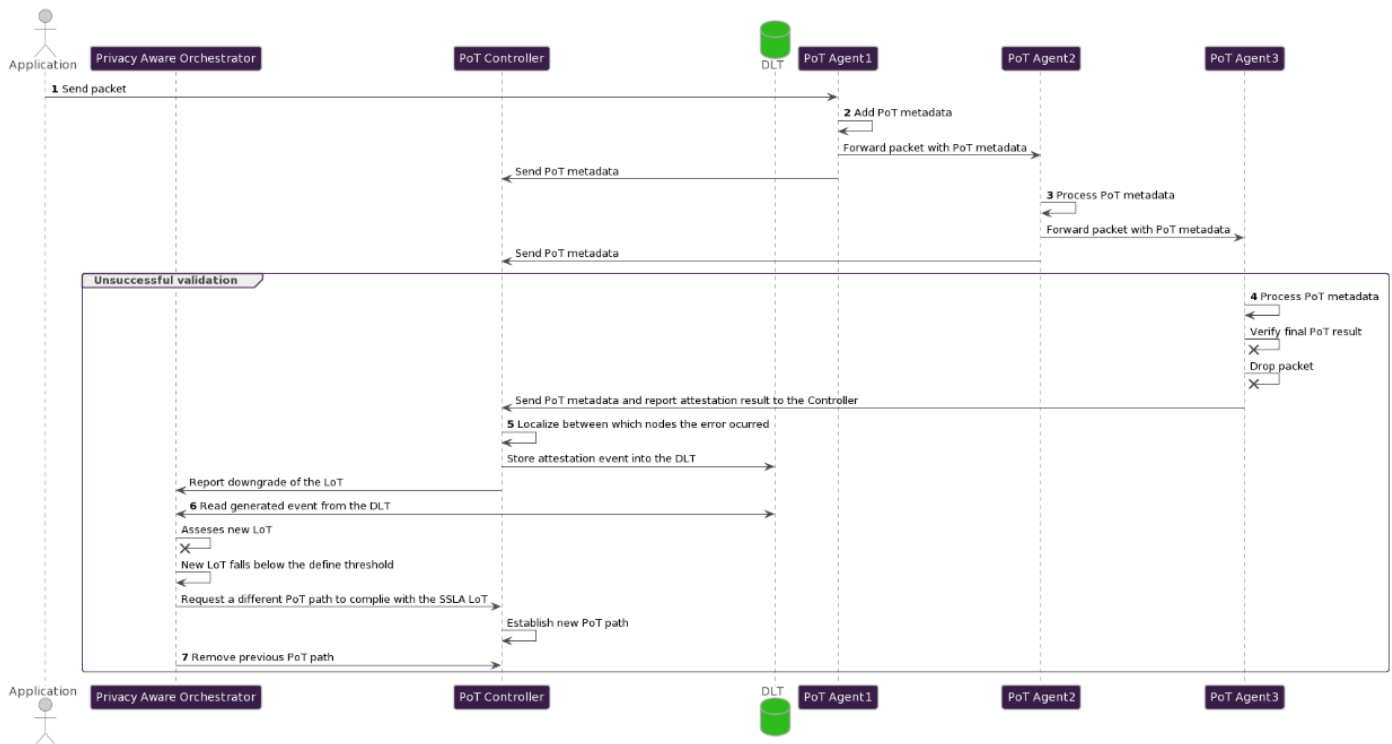 Application
Privacy Aware Orchestrator
PoT Controller
DLT
PoT Agent1
PoT Agent2
PoT Agent3
1 Send packet
2 Add PoT metadata
Forward packet with PoT metadata
Send PoT metadata
3 Process PoT metadata
Forward packet with PoT metadata
Send PoT metadata
Unsuccessful validation
4 Process PoT metadata
Verify final PoT result
Drop packet
Send PoT metadata and report attestation result to the Controller
5 Localize between which nodes the error ocurred
Store attestation event into the DLT
Report downgrade of the LoT
6 Read generated event from the DLT
Asseses new LoT
New LoT falls below the define threshold
Request a different PoT path to complie with the SSLA LoT
Establish new PoT path
7 Remove previous PoT path
Application
Privacy Aware Orchestrator
PoT Controller
DLT
PoT Agent1
PoT Agent2
PoT Agent3